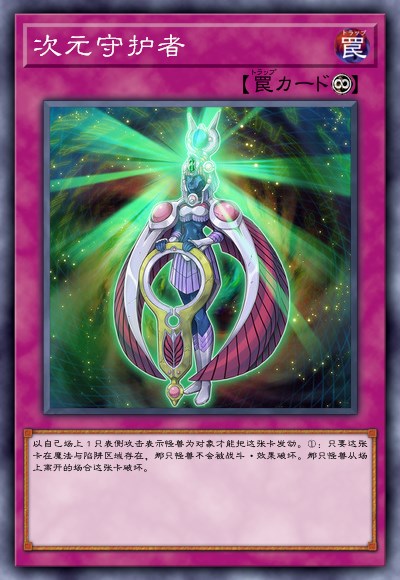 次元守护者
トラップ
罠
トラップ
【罠カード】
以自己场上1只表侧攻击表示怪兽为对象才能把这张卡发动。①：只要这张
卡在魔法与陷阱区域存在，那只怪兽不会被战斗·效果破坏。那只怪兽从场
上离开的场合这张卡破坏。